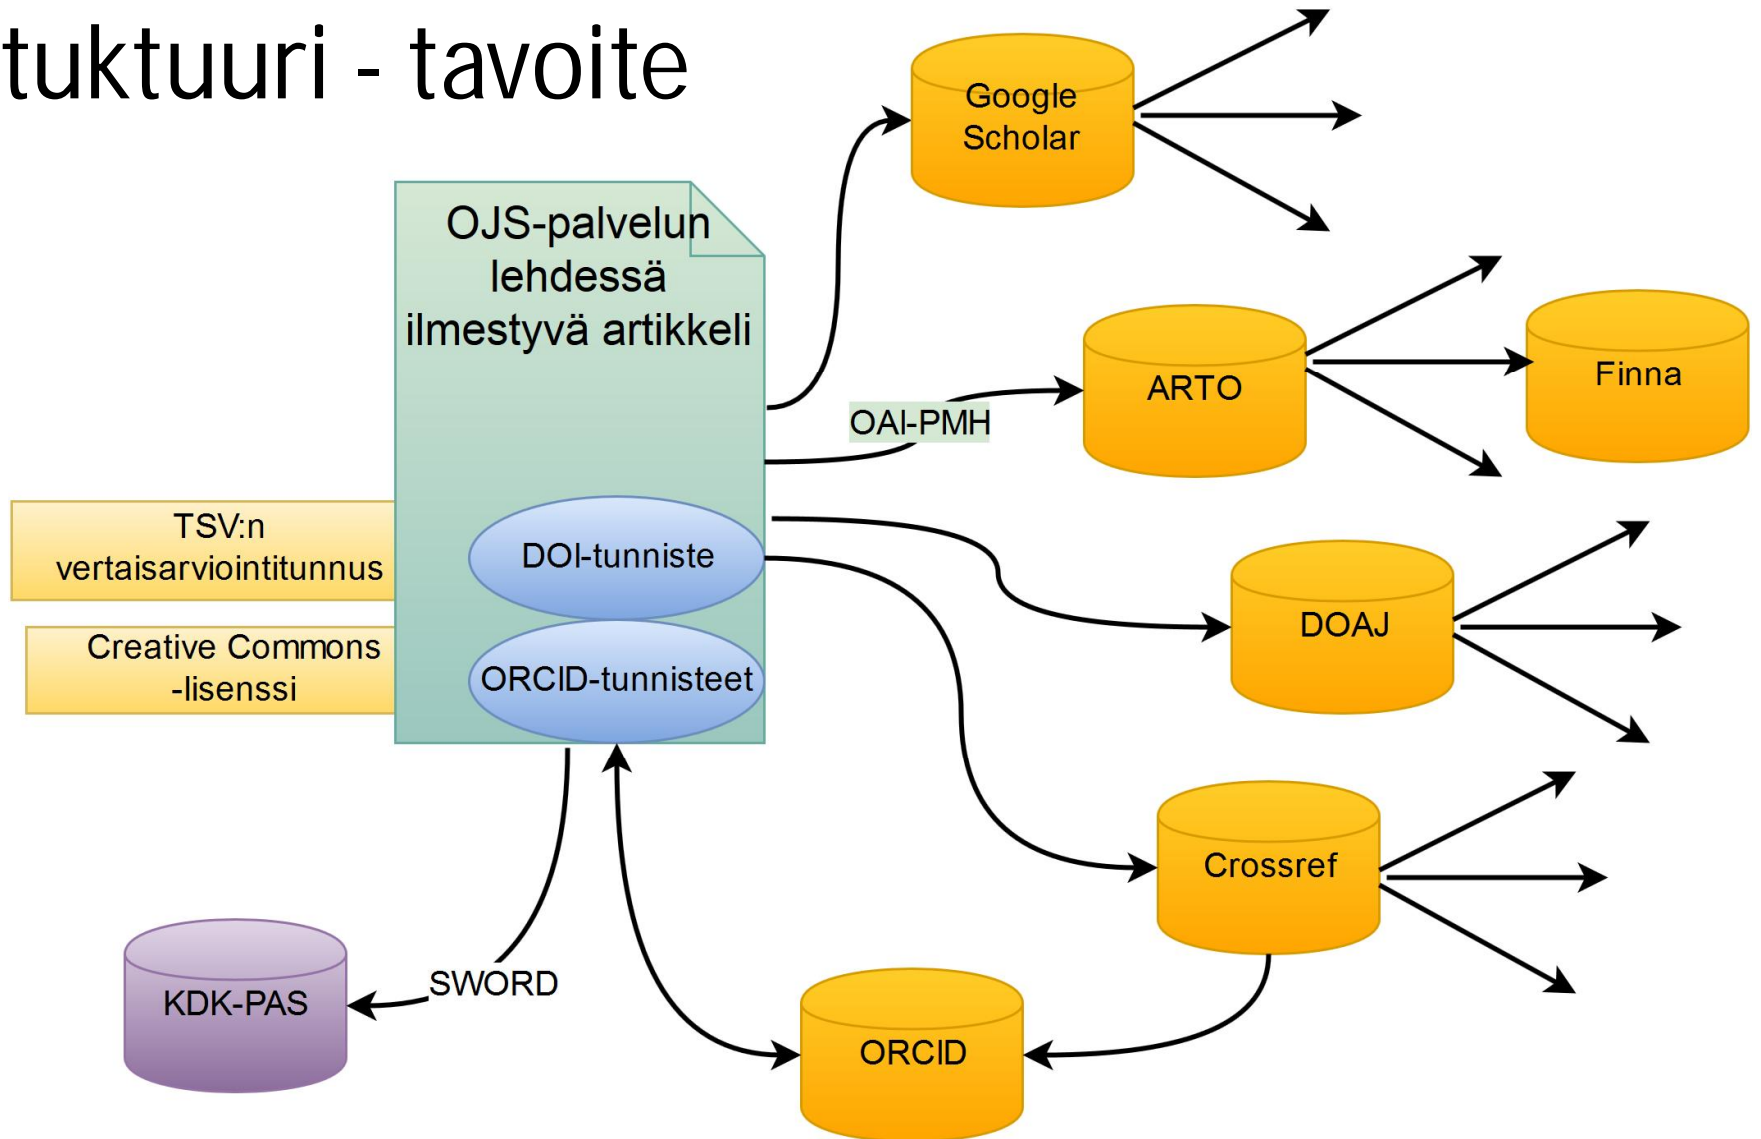 tuktuuri - tavoite
Google
Scholar
OJS-palvelun
lehdessä
ilmestyvä artikkeli
OAI-PMH
ARTO
Finna
TSV:n
vertaisarviointitunnus
DOI-tunniste
DOAJ
Creative Commons
-lisenssi
ORCID-tunnisteet
Crossref
SWORD
KDK-PAS
ORCID